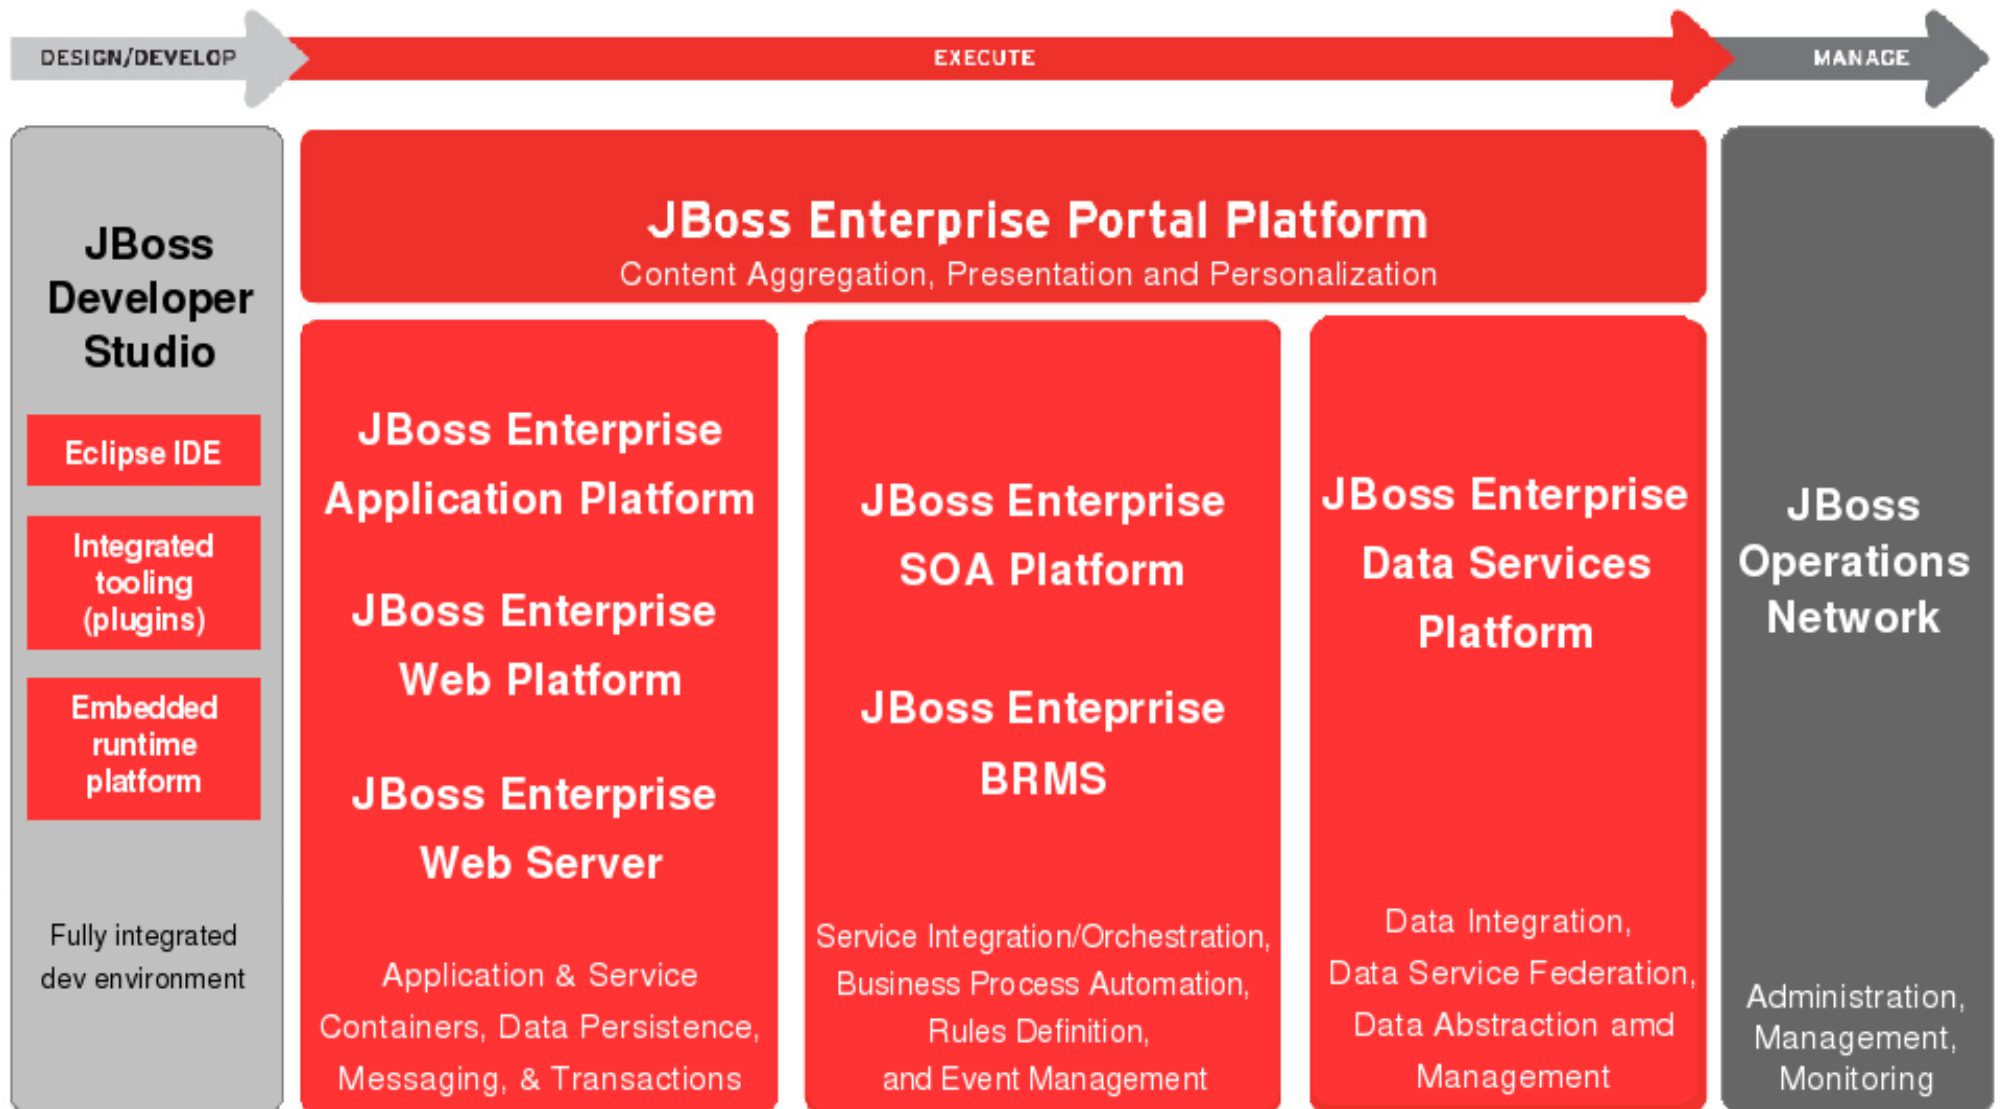 DESIGN/DEVELOP
EXECUTE
MANAGE
JBoss
Developer
Studio
Eclipse IDE
Integrated
tooling
(plugins)
Embedded
runtime
platform
Fully integrated
dev environment
JBoss Enterprise Portal Platform
Content Aggregation, Presentation and Personalization
JBoss Enterprise
Application Platform
JBoss Enterprise
Web Platform
JBoss Enterprise
Web Server
Application & Service
Containers, Data Persistence,
Messaging, & Transactions
JBoss Enterprise
SOA Platform
JBoss Enteprrise
BRMS
Service Integration/Orchestration,
Business Process Automation,
Rules Definition,
and Event Management
JBoss Enterprise
Data Services
Platform
Data Integration,
Data Service Federation,
Data Abstraction amd
Management
JBoss
Operations
Network
Administration,
Management,
Monitoring